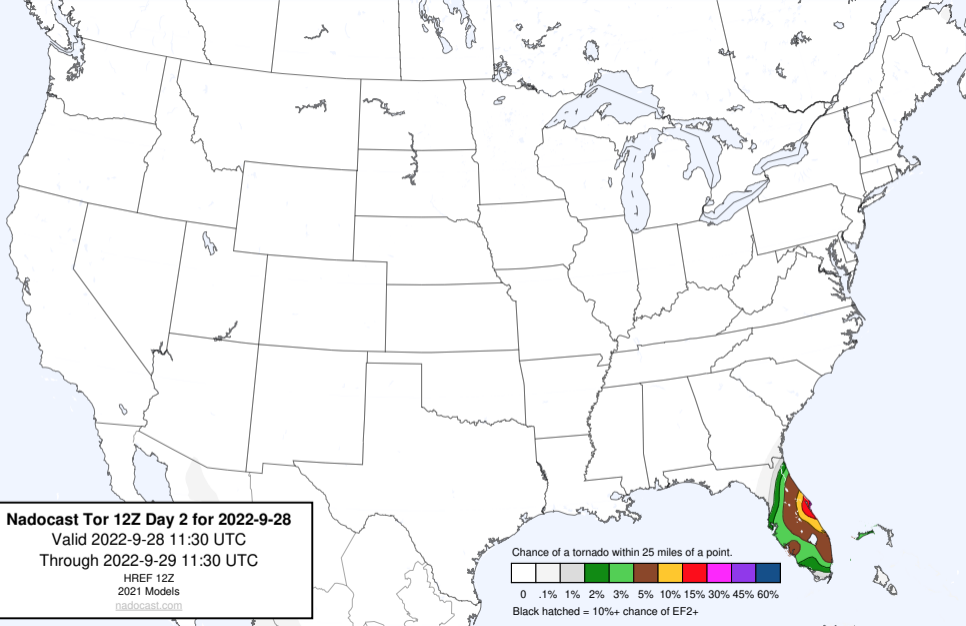 Nadocast Tor 12Z Day 2 for 2022-9-28
Valid 2022-9-28 11:30 UTC
Through 2022-9-29 11:30 UTC
HREF 12Z
2021 Models
nadocast.com
Chance of a tornado within 25 miles of a point.
0 .1% 1% 2% 3% 5% 10% 15% 30% 45% 60%
Black hatched = 10%+ chance of EF2+